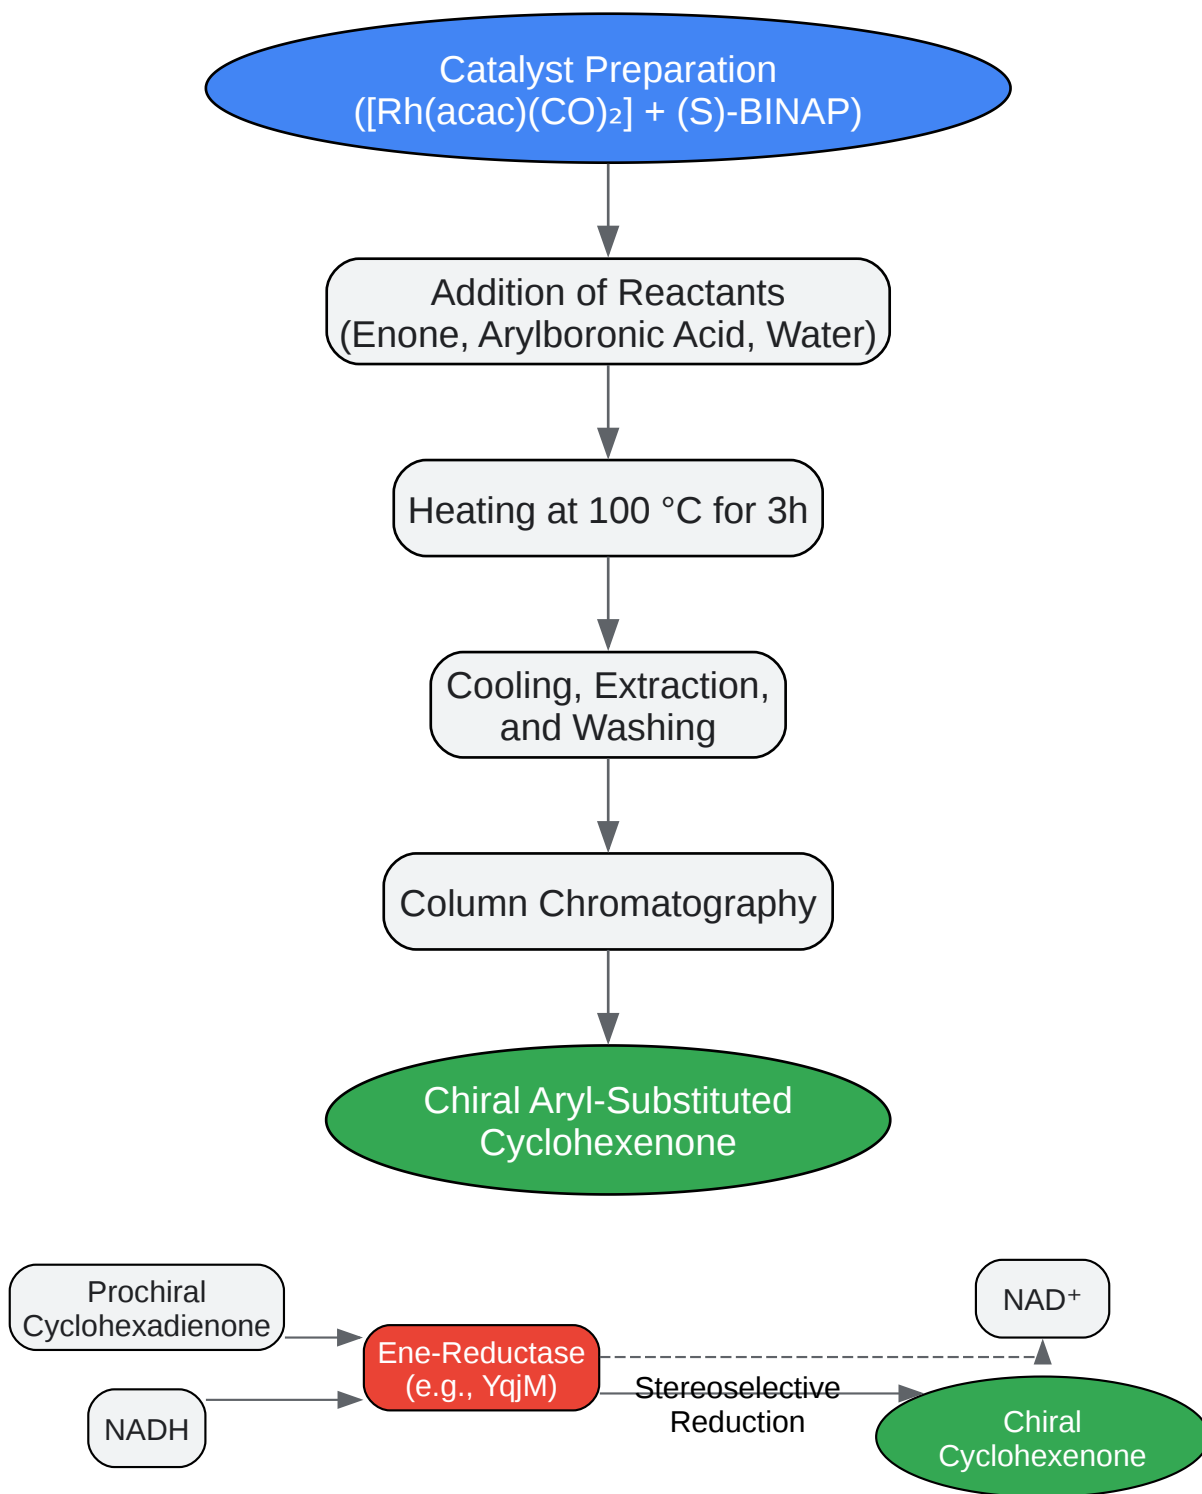 Catalyst Preparation
([Rh(acac)(CO)₂] + (S)-BINAP)
Addition of Reactants
(Enone, Arylboronic Acid, Water)
Heating at 100 °C for 3h
Cooling, Extraction,
and Washing
Column Chromatography
Chiral Aryl-Substituted
Cyclohexenone
Prochiral
Cyclohexadienone
NADH
Ene-Reductase
(e.g., YqjM)
Stereoselective
Reduction
NAD⁺
Chiral
Cyclohexenone